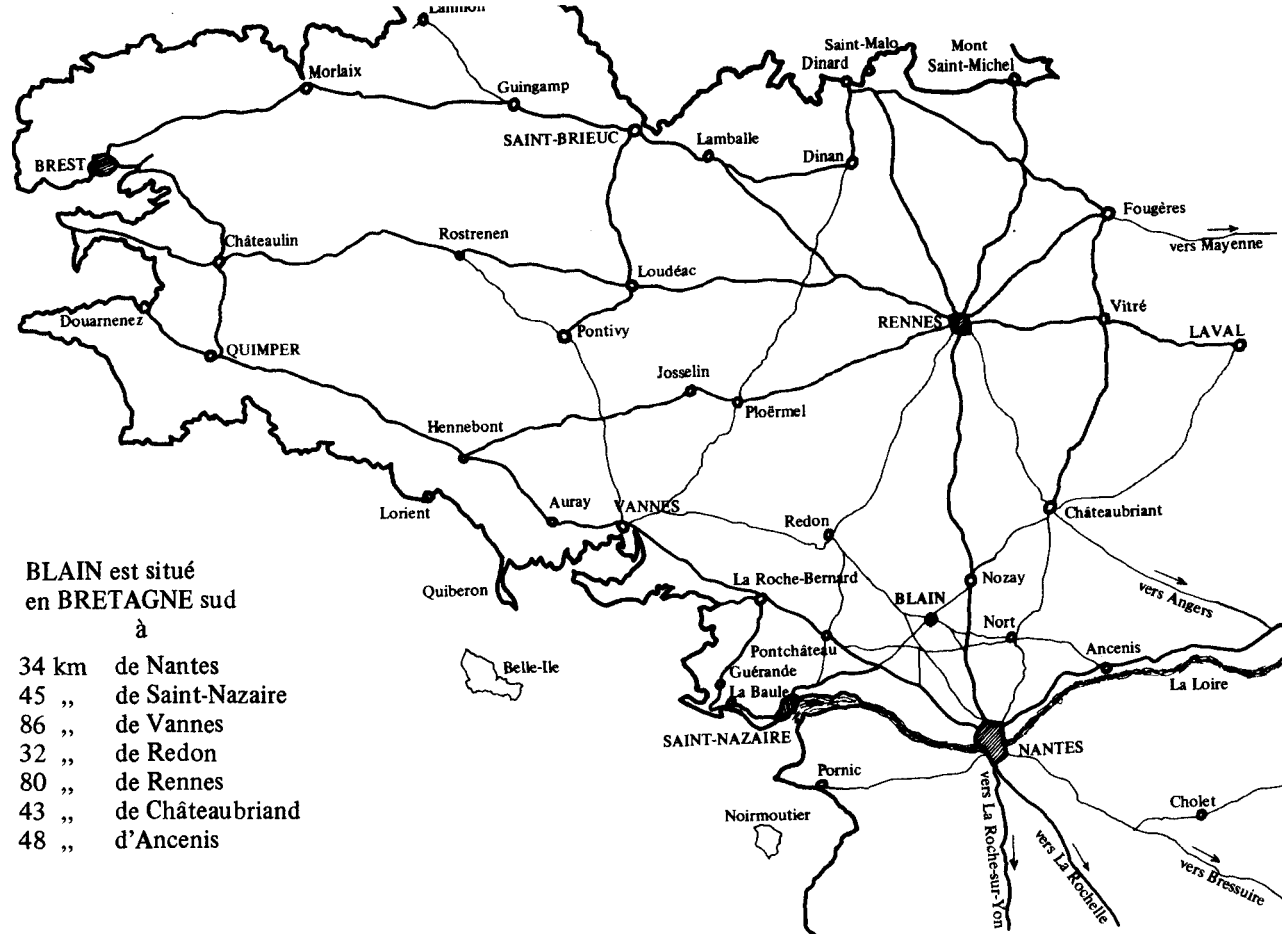 Lannion
Saint-Malo
Dinard
Mont
Saint-Michel
Morlaix
Guingamp
SAINT-BRIEUC
Lamballe
Dinan
BREST
Fougères
vers Mayenne
Châteaulin
Rostrenen
Loudéac
Douarnenez
QUIMPER
Pontivy
RENNES
Vitré
LAVAL
Josselin
Ploërmel
Hennebont
Lorient
Auray
VANNES
Redon
Châteaubriant
Quiberon
La Roche-Bernard
BLAIN
Nozay
vers Angers
Nort
Pontchâteau
Ancenis
Guérande
La Baule
Belle-Ile
La Loire
SAINT-NAZAIRE
NANTES
Pornic
Noirmoutier
Cholet
vers La Roche-sur-Yon
vers La Rochelle
vers Bressuire
BLAIN est situé
en BRETAGNE sud
à
34 km de Nantes
45 ,, de Saint-Nazaire
86 ,, de Vannes
32 ,, de Redon
80 ,, de Rennes
43 ,, de Châteaubriand
48 ,, d'Ancenis